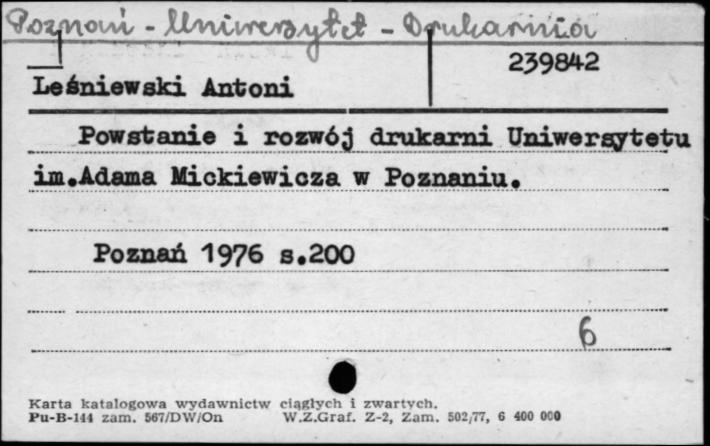 Poznań - Uniwersytet - Drukarnia
239842
Leśniewski Antoni
Powstanie i rozwój drukarni Uniwersytetu
im.Adama Mickiewicza w Poznaniu.
Poznań 1976 s.200
6
Karta katalogowa wydawnictw ciągłych i zwartych.
Pu-B-144 zam. 567/DW/On W.Z.Graf. Z-2, Zam. 502/77, 6 400 000